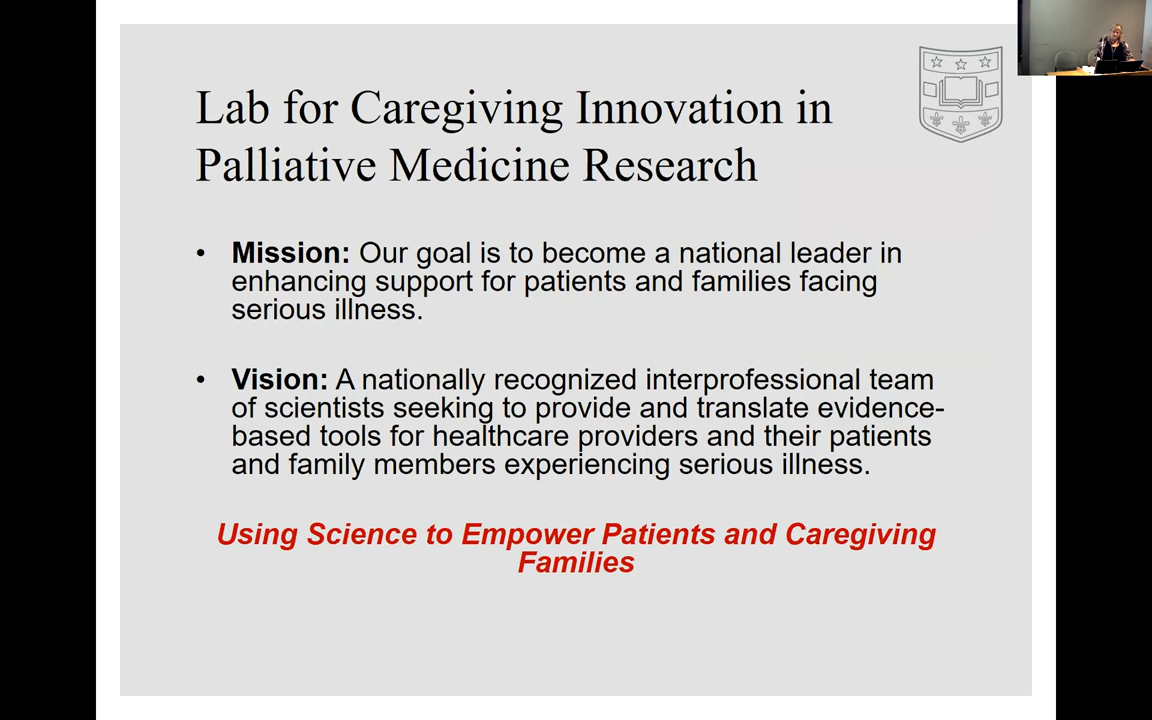 Lab for Caregiving Innovation in
Palliative Medicine Research
• Mission: Our goal is to become a national leader in
enhancing support for patients and families facing
serious illness.
• Vision: A nationally recognized interprofessional team
of scientists seeking to provide and translate evidence-
based tools for healthcare providers and their patients
and family members experiencing serious illness.
Using Science to Empower Patients and Caregiving
Families